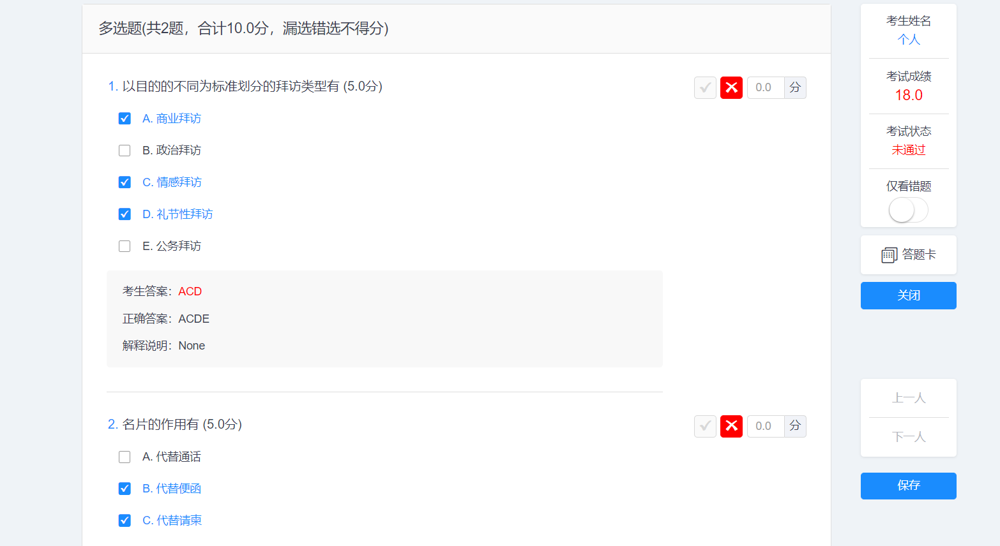 多选题(共2题，合计10.0分，漏选错选不得分)
1. 以目的的不同为标准划分的拜访类型有 (5.0分)
0.0 分
A. 商业拜访
B. 政治拜访
C. 情感拜访
D. 礼节性拜访
E. 公务拜访
考生答案：ACD
正确答案：ACDE
解释说明：None
2. 名片的作用有 (5.0分)
0.0 分
A. 代替通话
B. 代替便函
C. 代替请柬
考生姓名
个人
考试成绩
18.0
考试状态
未通过
仅看错题
答题卡
关闭
上一人
下一人
保存